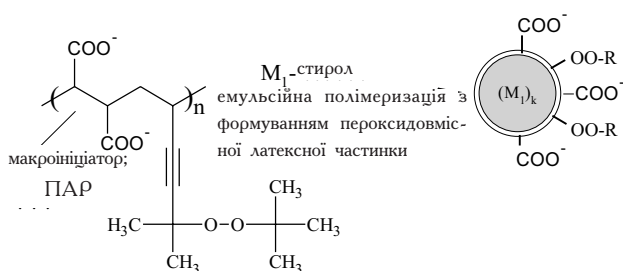 COO⁻
COO⁻
n
макроініціатор;
ПАР
H₃C
CH₃
O-O
CH₃
CH₃
CH₃
M₁-стирол
емульсійна полімеризація з
формуванням пероксидовміс-
ної латексної частинки
COO⁻
OO-R
(M₁)ₖ
COO⁻
OO-R
COO⁻